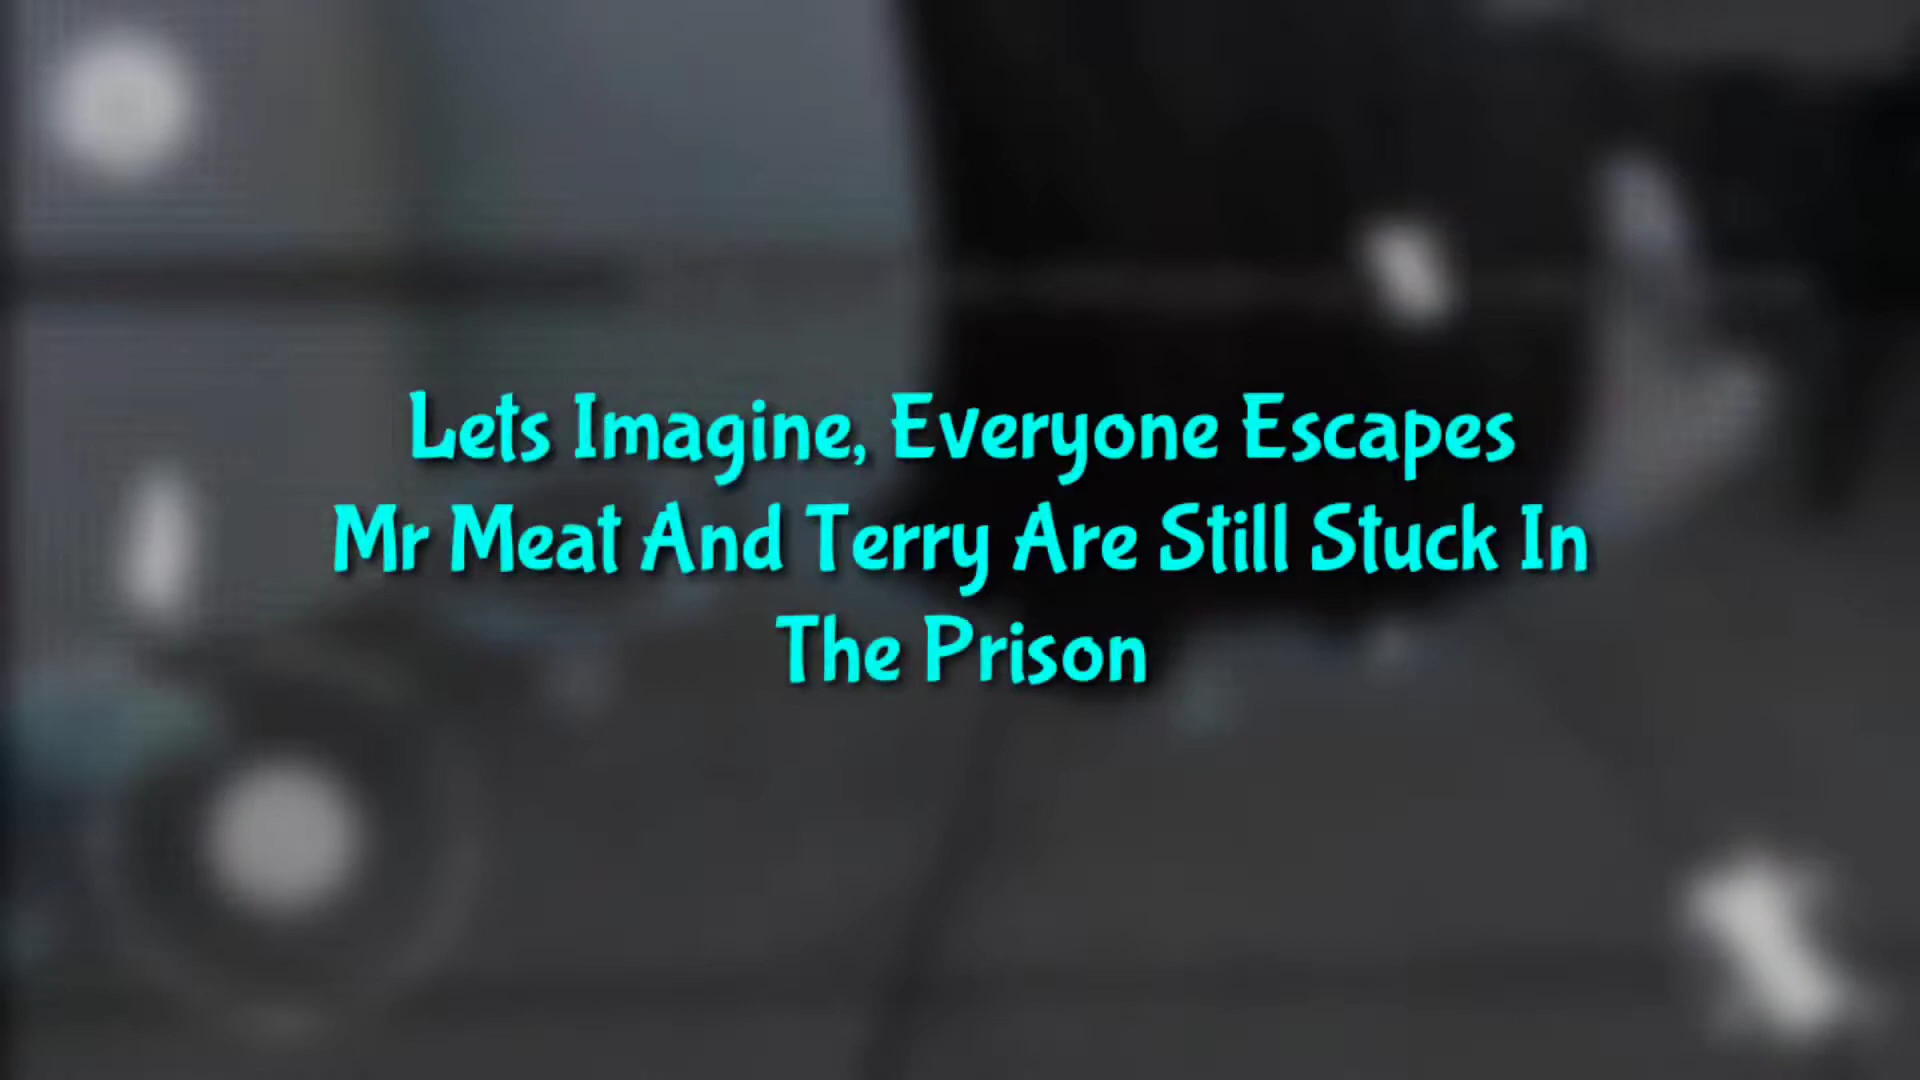 Lets Imagine, Everyone Escapes
Mr Meat And Terry Are Still Stuck In
The Prison